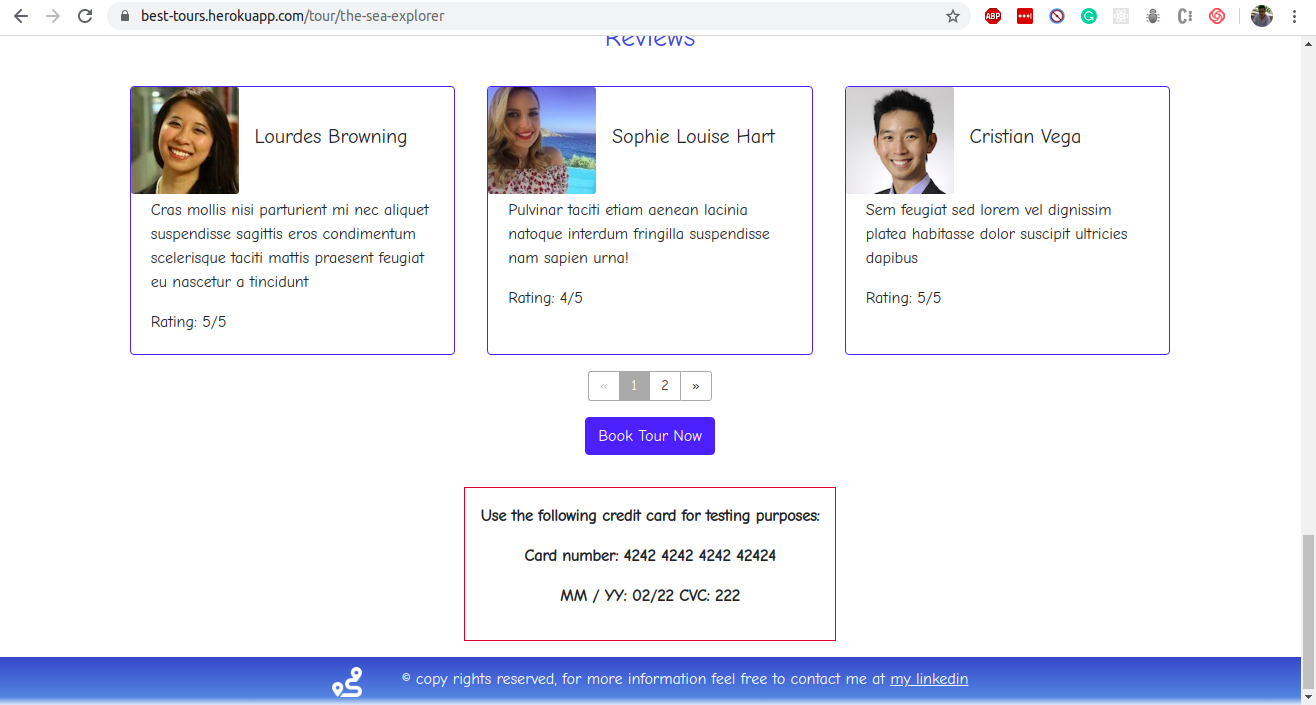 best-tours.herokuapp.com/tour/the-sea-explorer
ABP
Reviews
Lourdes Browning
Cras mollis nisi parturient mi nec aliquet
suspendisse sagittis eros condimentum
scelerisque taciti mattis praesent feugiat
eu nascetur a tincidunt
Rating: 5/5
Sophie Louise Hart
Pulvinar taciti etiam aenean lacinia
natoque interdum fringilla suspendisse
nam sapien urna!
Rating: 4/5
Cristian Vega
Sem feugiat sed lorem vel dignissim
platea habitasse dolor suscipit ultricies
dapibus
Rating: 5/5
« 1 2 »
Book Tour Now
Use the following credit card for testing purposes:
Card number: 4242 4242 4242 42424
MM / YY: 02/22 CVC: 222
© copy rights reserved, for more information feel free to contact me at my linkedin